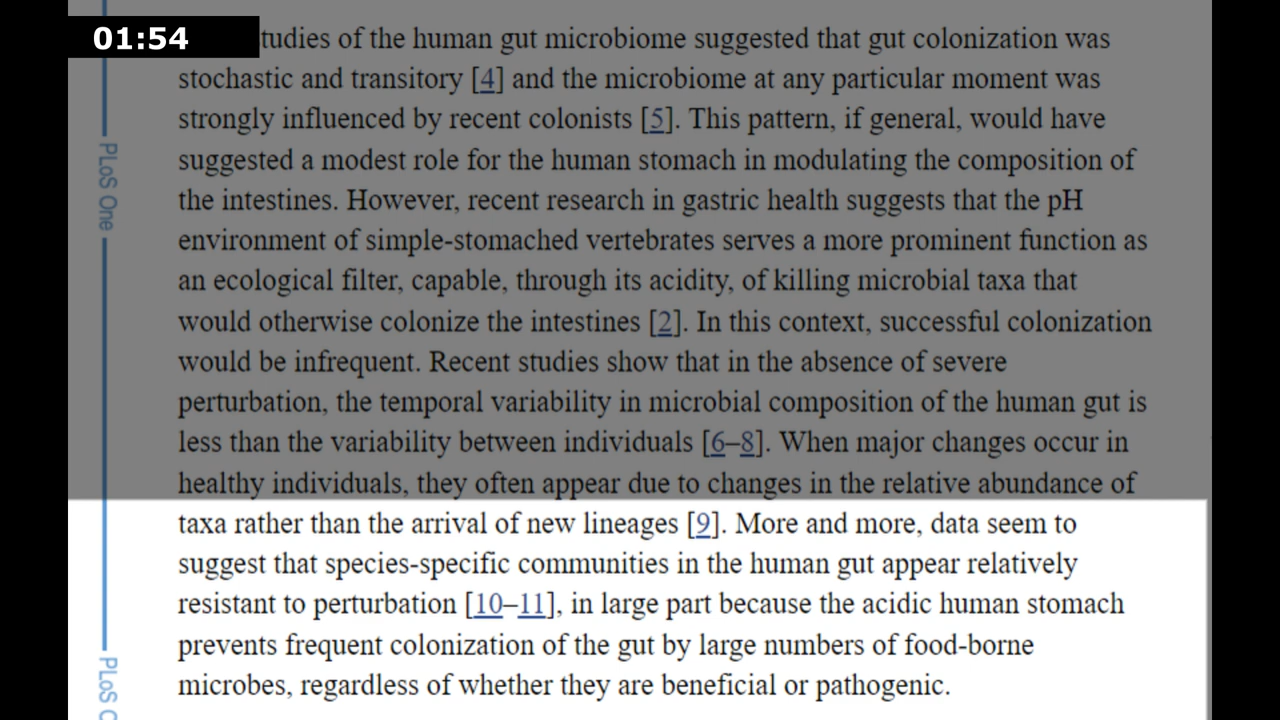 01:54
tudies of the human gut microbiome suggested that gut colonization was
stochastic and transitory [4] and the microbiome at any particular moment was
strongly influenced by recent colonists [5]. This pattern, if general, would have
suggested a modest role for the human stomach in modulating the composition of
the intestines. However, recent research in gastric health suggests that the pH
environment of simple-stomached vertebrates serves a more prominent function as
an ecological filter, capable, through its acidity, of killing microbial taxa that
would otherwise colonize the intestines [2]. In this context, successful colonization
would be infrequent. Recent studies show that in the absence of severe
perturbation, the temporal variability in microbial composition of the human gut is
less than the variability between individuals [6–8]. When major changes occur in
healthy individuals, they often appear due to changes in the relative abundance of
taxa rather than the arrival of new lineages [9]. More and more, data seem to
suggest that species-specific communities in the human gut appear relatively
resistant to perturbation [10–11], in large part because the acidic human stomach
prevents frequent colonization of the gut by large numbers of food-borne
microbes, regardless of whether they are beneficial or pathogenic.
PLoS One
PLoS O